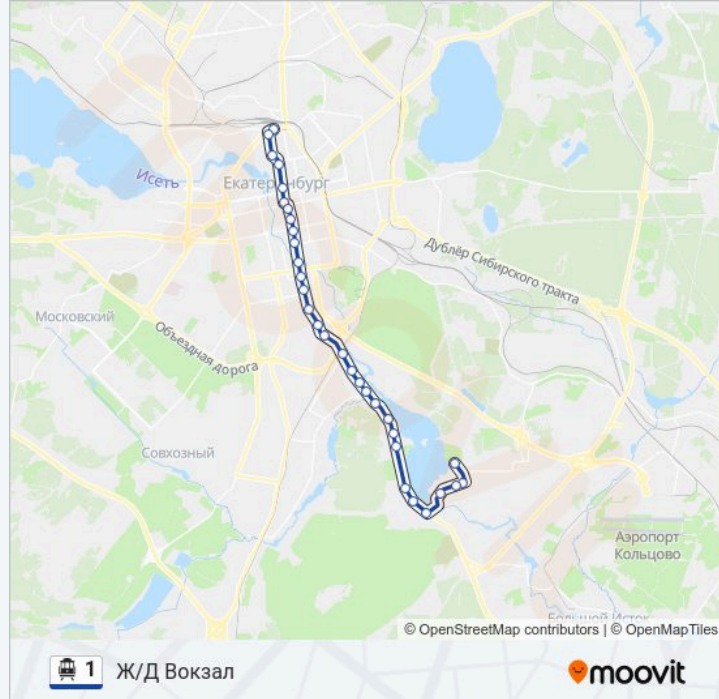 Исеть
Екатеринбург
Дублёр Сибирского тракта
Московский
Объездная дорога
Совхозный
Аэропорт
Кольцово
Большой Исток
© OpenStreetMap contributors | © OpenMapTiles
1 Ж/Д Вокзал
moovit